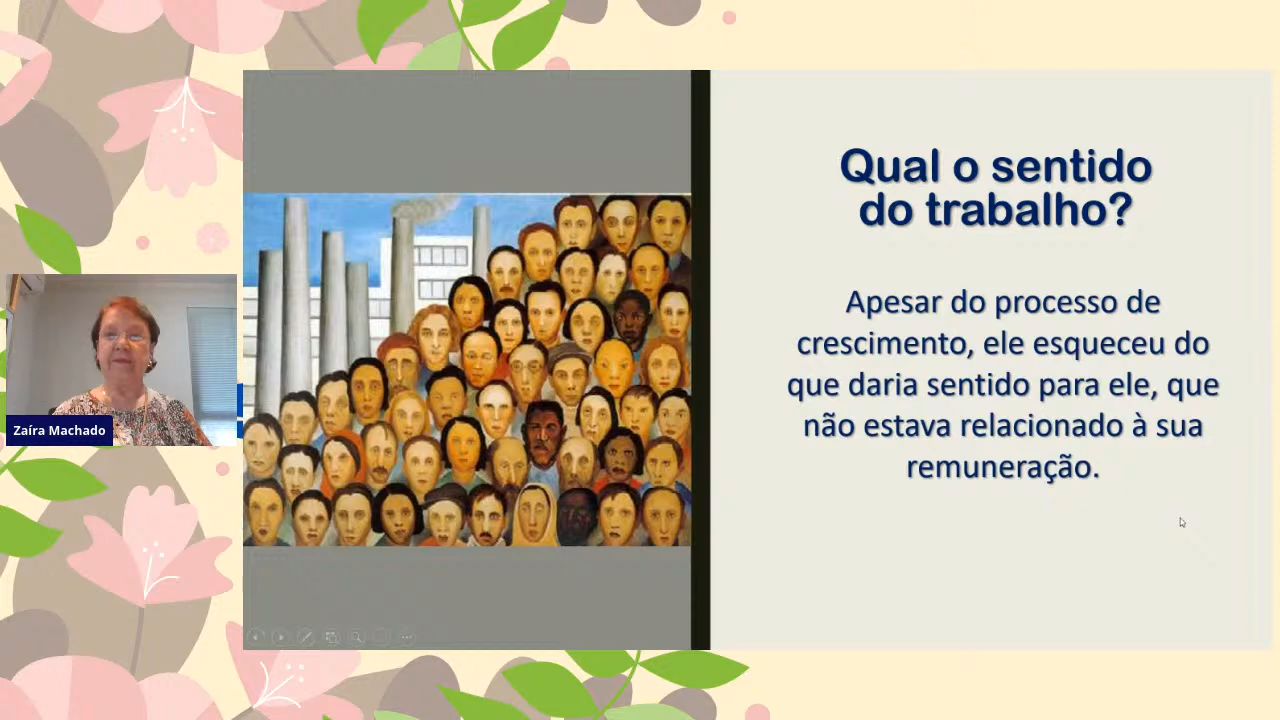 Qual o sentido
do trabalho?
Apesar do processo de
crescimento, ele esqueceu do
que daria sentido para ele, que
não estava relacionado à sua
remuneração.
Zaíra Machado